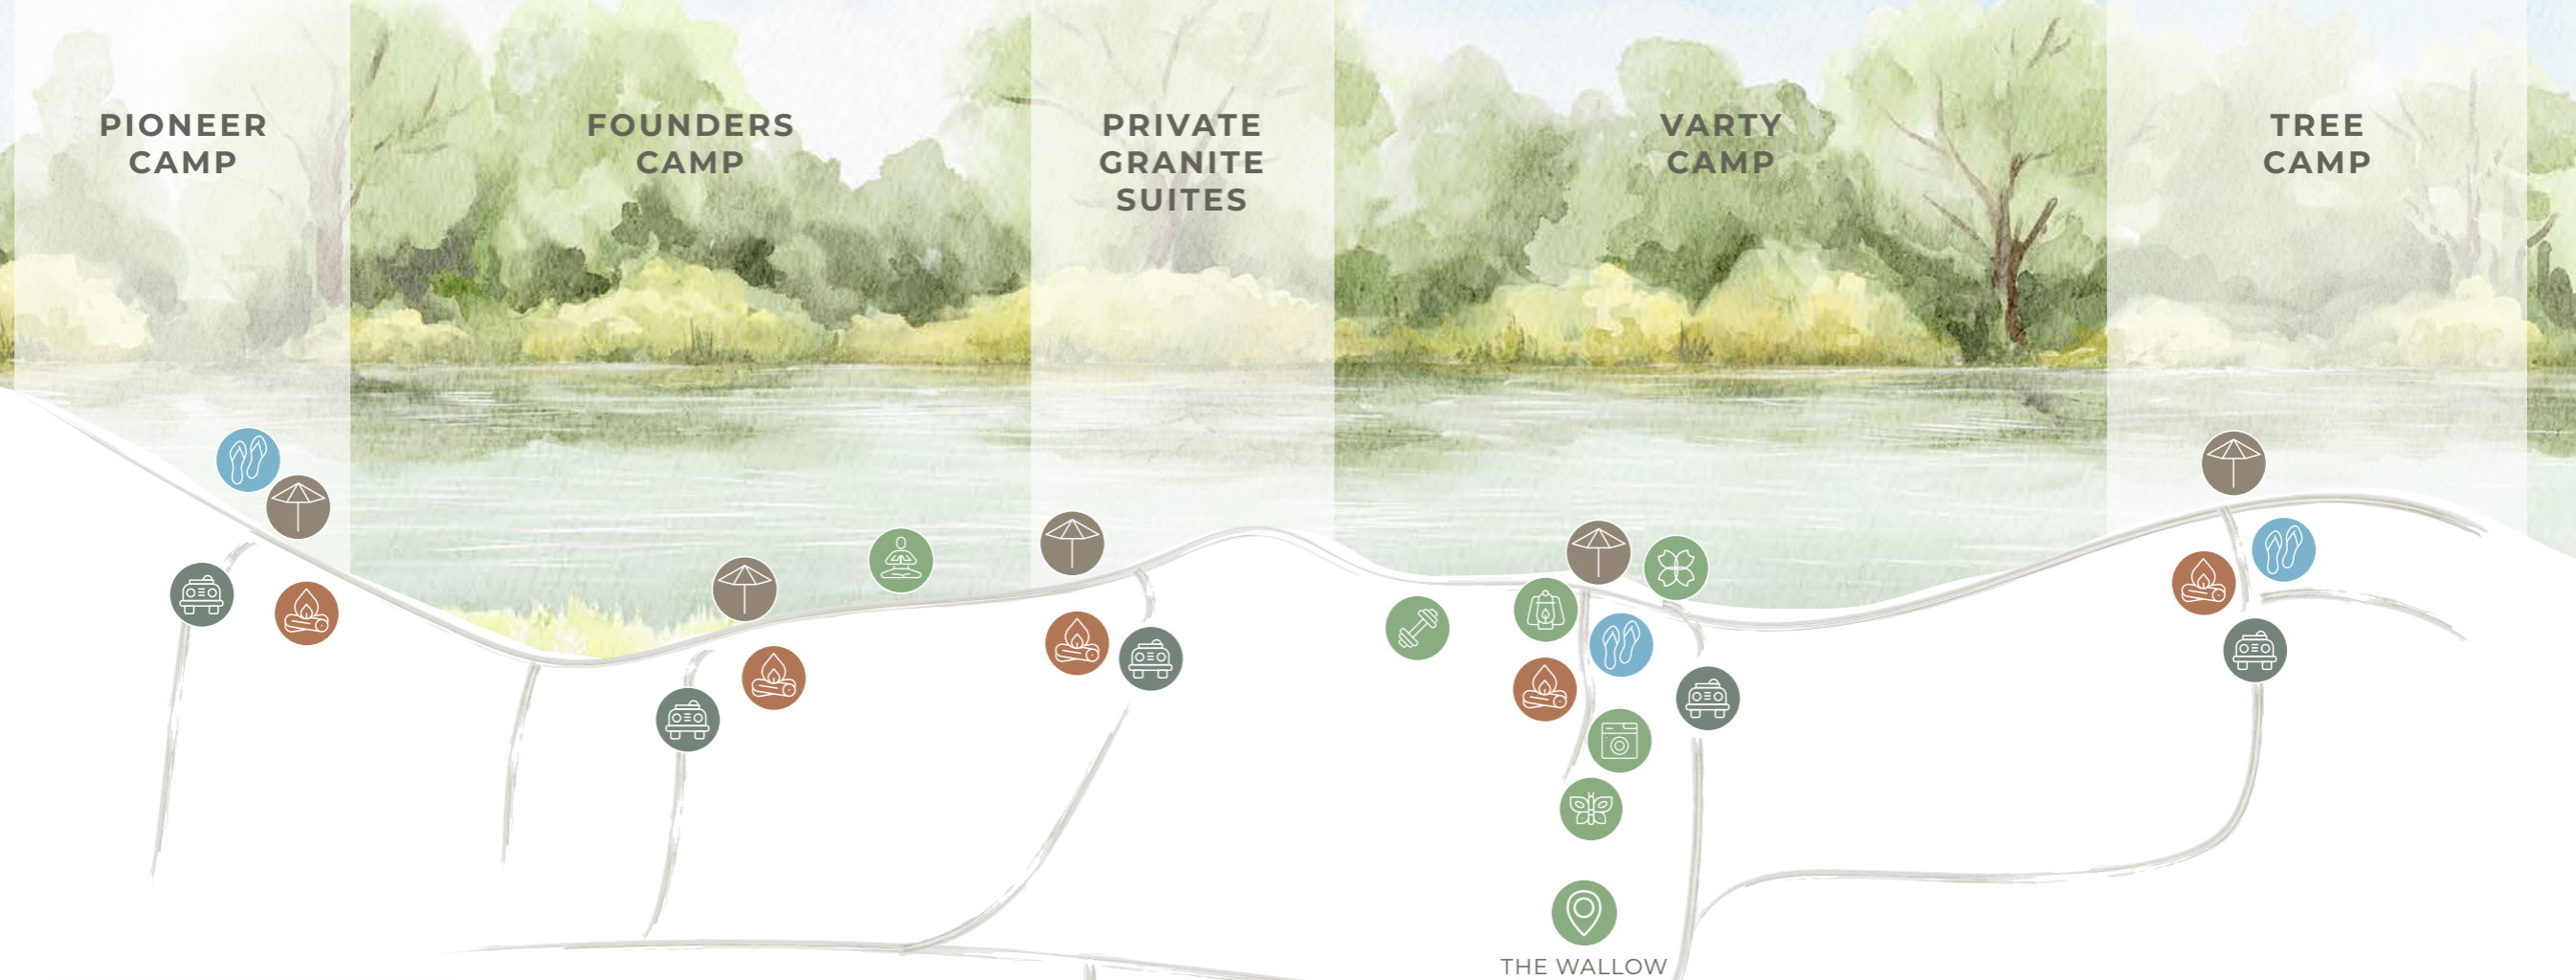 PIONEER
CAMP
FOUNDERS
CAMP
PRIVATE
GRANITE
SUITES
VARTY
CAMP
TREE
CAMP
THE WALLOW